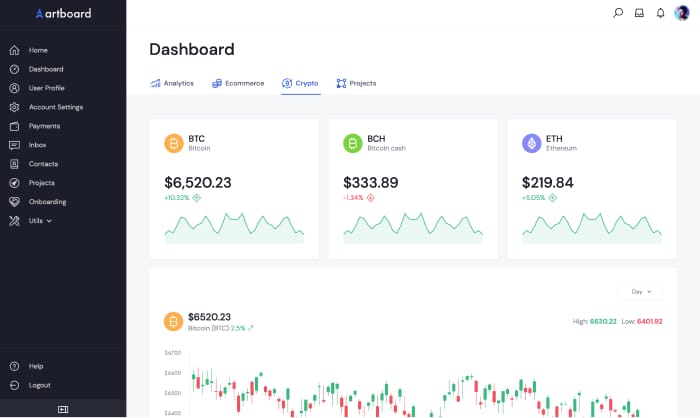 artboard
Home
Dashboard
User Profile
Account Settings
Payments
Inbox
Contacts
Projects
Onboarding
Utils
Help
Logout
Dashboard
Analytics
Ecommerce
Crypto
Projects
BTC
Bitcoin
$6,520.23
+10.32%
BCH
Bitcoin cash
$333.89
-1.34%
ETH
Ethereum
$219.84
+5.05%
Day
$6520.23
Bitcoin (BTC) 2.5%
High: 6630.22 Low: 6401.92
$6700
$6600
$6500
$6400